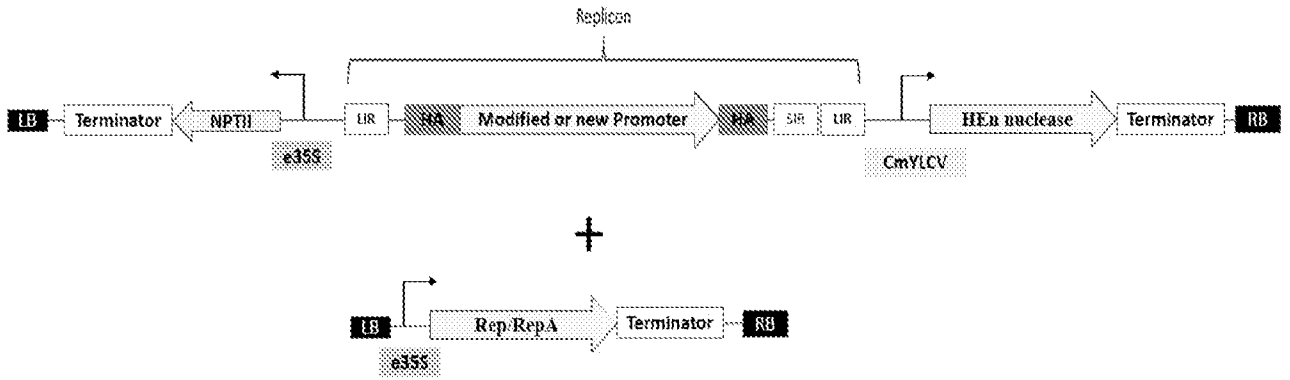 Replicon
LB Terminator NPTII LIR HA Modified or new Promoter HA SIR LIR HEn nuclease Terminator RB
e35S CmYLCV
+
LB Rep/RepA Terminator RB
e35S